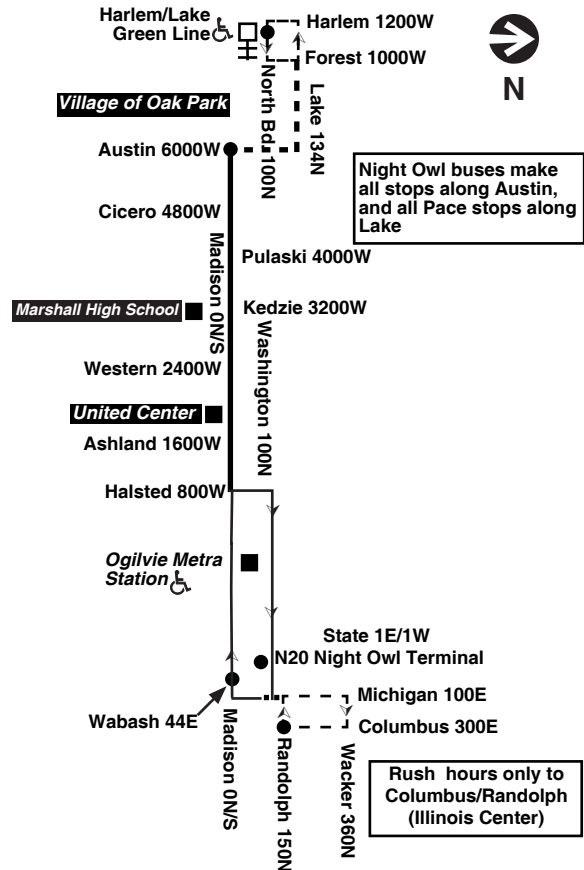 Harlem/Lake
Green Line
Harlem 1200W
Forest 1000W
N
North Bd. 100N
Lake 134N
Village of Oak Park
Austin 6000W
Night Owl buses make
all stops along Austin,
and all Pace stops along
Lake
Cicero 4800W
Madison 0N/S
Pulaski 4000W
Marshall High School
Kedzie 3200W
Washington 100N
Western 2400W
United Center
Ashland 1600W
Halsted 800W
Ogilvie Metra
Station
State 1E/1W
N20 Night Owl Terminal
Michigan 100E
Wabash 44E
Columbus 300E
Madison 0N/S
Randolph 150N
Wacker 360N
Rush hours only to
Columbus/Randolph
(Illinois Center)